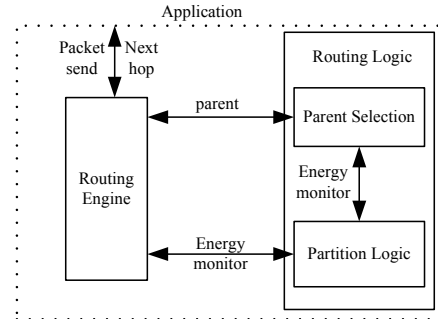 Application
Packet send
Next hop
Routing Logic
parent
Parent Selection
Routing Engine
Energy monitor
Energy monitor
Partition Logic